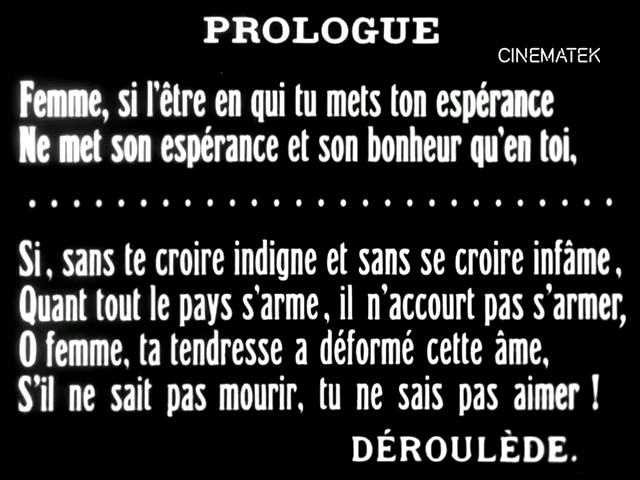 PROLOGUE
CINEMATEK
Femme, si l'être en qui tu mets ton espérance
Ne met son espérance et son bonheur qu'en toi,
. . . . . . . . . . . . . . . . . . . . . . . . . . . . .
Si, sans te croire indigne et sans se croire infâme,
Quant tout le pays s'arme, il n'accourt pas s'armer,
O femme, ta tendresse a déformé cette âme,
S'il ne sait pas mourir, tu ne sais pas aimer !
DÉROULÈDE.